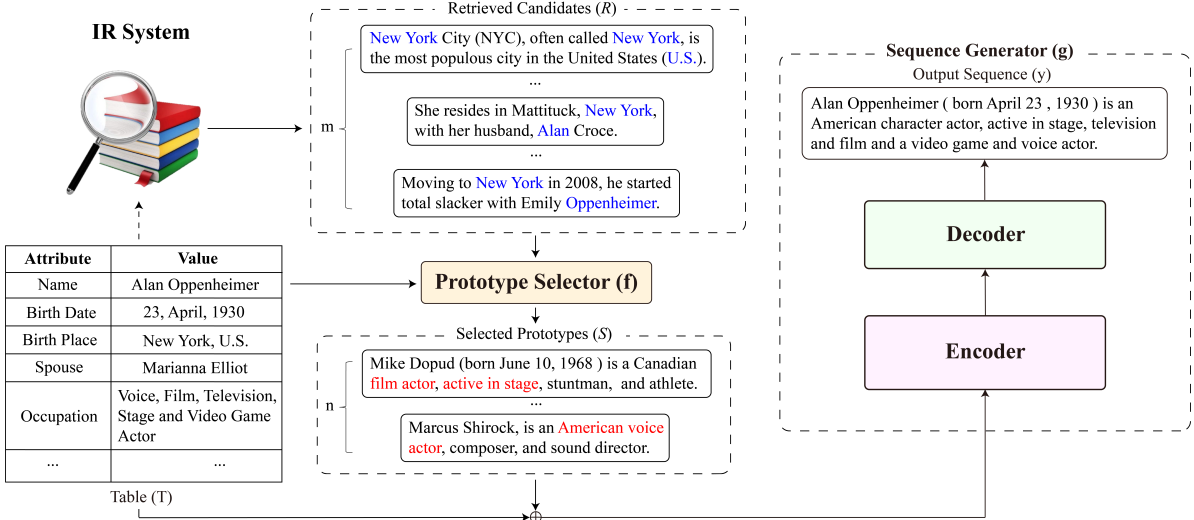 IR System
Retrieved Candidates (R)
New York City (NYC), often called New York, is
the most populous city in the United States (U.S.).
...
She resides in Mattituck, New York,
with her husband, Alan Croce.
...
Moving to New York in 2008, he started
total slacker with Emily Oppenheimer.
m
Attribute Value
Name Alan Oppenheimer
Birth Date 23, April, 1930
Birth Place New York, U.S.
Spouse Marianna Elliot
Occupation Voice, Film, Television,
Stage and Video Game
Actor
... ...
Table (T)
Prototype Selector (f)
Selected Prototypes (S)
n
Mike Dopud (born June 10, 1968 ) is a Canadian
film actor, active in stage, stuntman, and athlete.
...
Marcus Shirock, is an American voice
actor, composer, and sound director.
Sequence Generator (g)
Output Sequence (y)
Alan Oppenheimer ( born April 23 , 1930 ) is an
American character actor, active in stage, television
and film and a video game and voice actor.
Decoder
Encoder